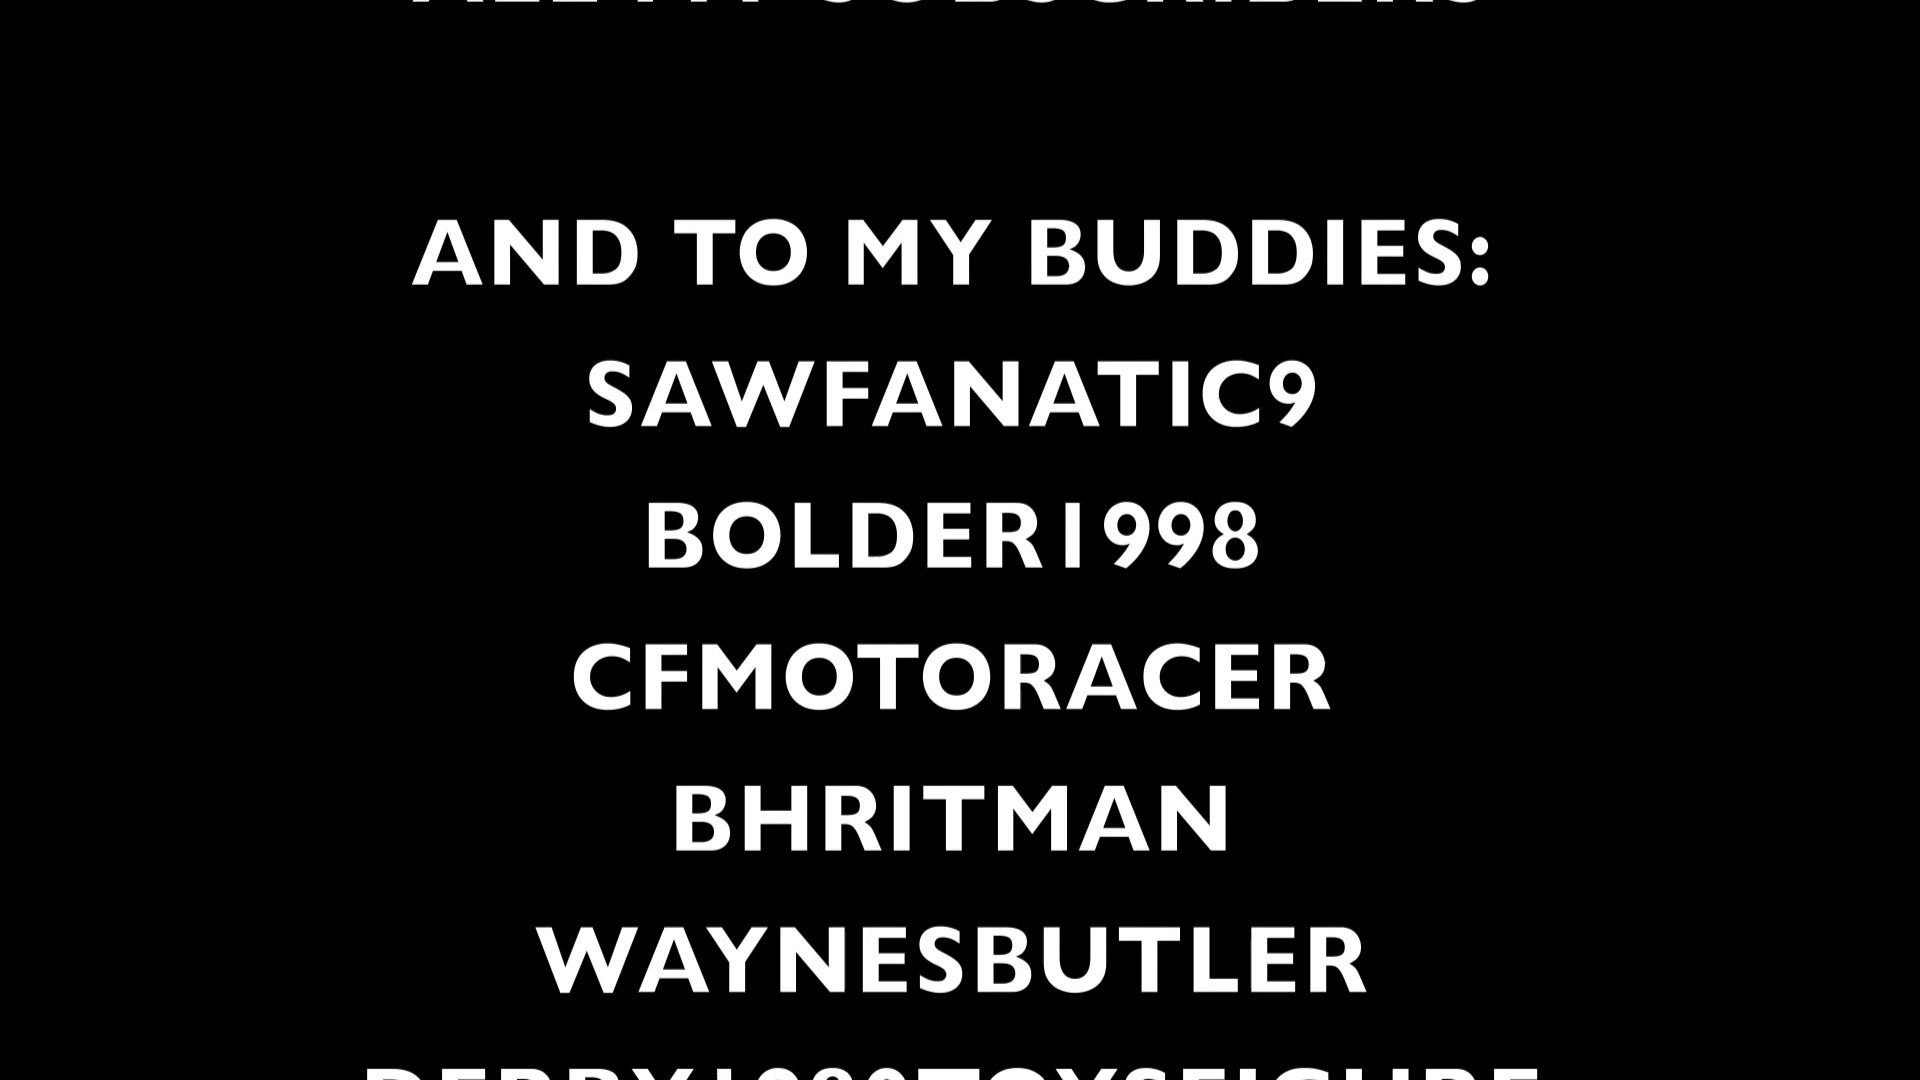 AND TO MY BUDDIES:
SAWFANATIC9
BOLDER1998
CFMOTORACER
BHRITMAN
WAYNESBUTLER